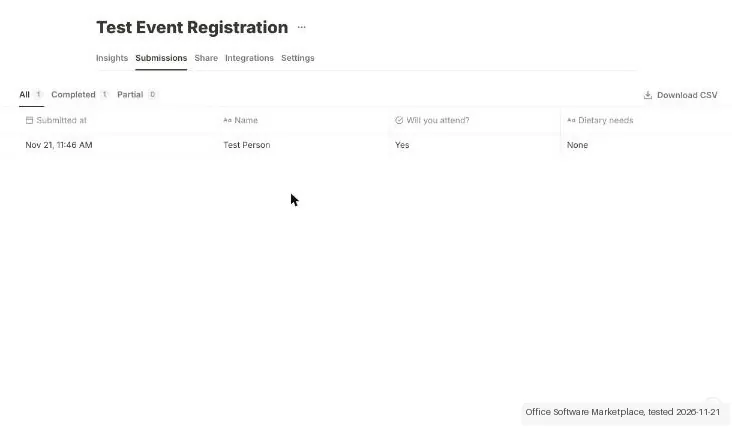 Test Event Registration ···
Insights Submissions Share Integrations Settings
All 1 Completed 1 Partial 0 Download CSV
Submitted at Aa Name Will you attend? Aa Dietary needs
Nov 21, 11:46 AM Test Person Yes None
Office Software Marketplace, tested 2026-11-21